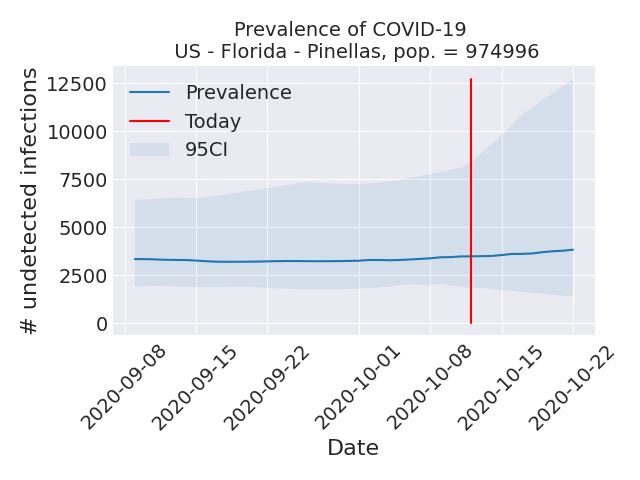 Prevalence of COVID-19
US - Florida - Pinellas, pop. = 974996
# undetected infections
12500
10000
7500
5000
2500
0
Prevalence
Today
95CI
2020-09-08
2020-09-15
2020-09-22
2020-10-01
2020-10-08
2020-10-15
2020-10-22
Date